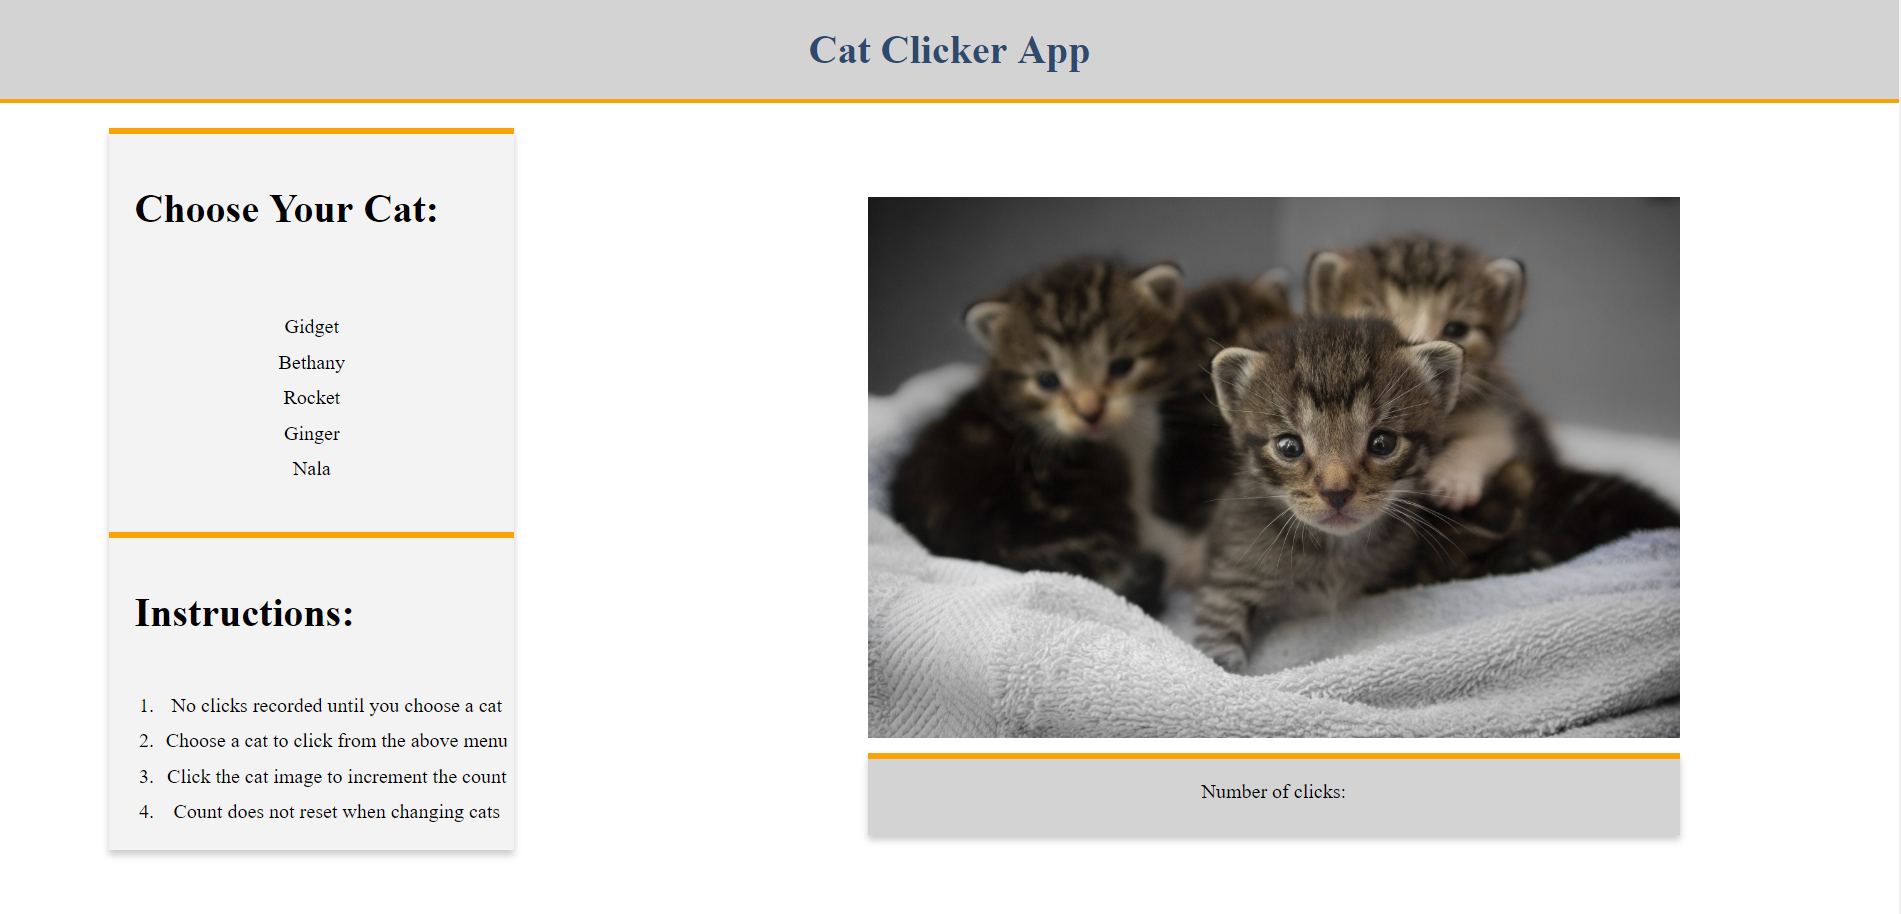 Cat Clicker App
Choose Your Cat:
Gidget
Bethany
Rocket
Ginger
Nala
Instructions:
1. No clicks recorded until you choose a cat
2. Choose a cat to click from the above menu
3. Click the cat image to increment the count
4. Count does not reset when changing cats
Number of clicks: